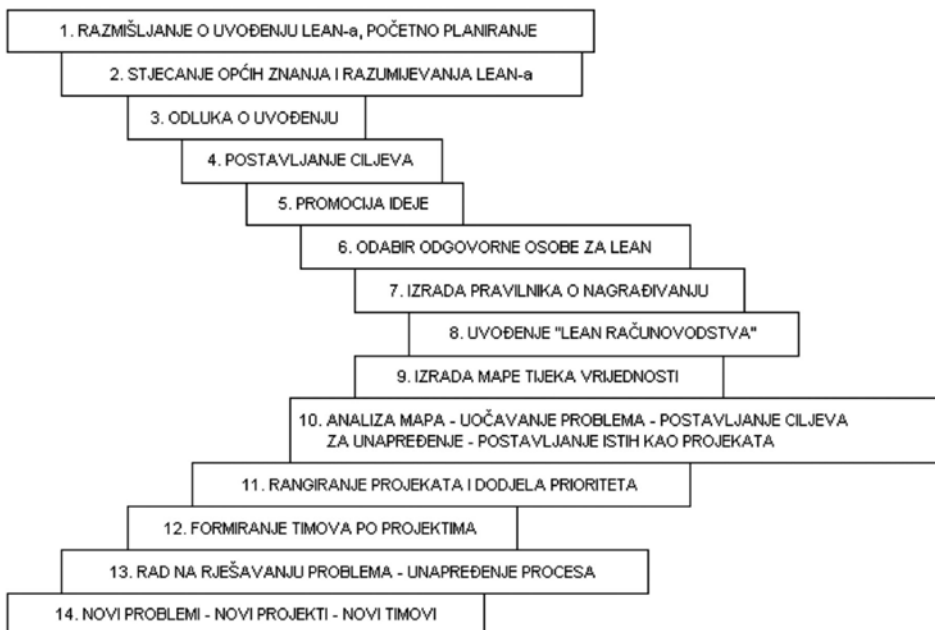 1. RAZMIŠLJANJE O UVOĐENJU LEAN-a, POČETNO PLANIRANJE
2. STJECANJE OPĆIH ZNANJA I RAZUMIJEVANJA LEAN-a
3. ODLUKA O UVOĐENJU
4. POSTAVLJANJE CILJEVA
5. PROMOCIJA IDEJE
6. ODABIR ODGOVORNE OSOBE ZA LEAN
7. IZRADA PRAVILNIKA O NAGRAĐIVANJU
8. UVOĐENJE "LEAN RAČUNOVODSTVA"
9. IZRADA MAPE TIJEKA VRIJEDNOSTI
10. ANALIZA MAPA - UOČAVANJE PROBLEMA - POSTAVLJANJE CILJEVA
ZA UNAPREĐENJE - POSTAVLJANJE ISTIH KAO PROJEKATA
11. RANGIRANJE PROJEKATA I DODJELA PRIORITETA
12. FORMIRANJE TIMOVA PO PROJEKTIMA
13. RAD NA RJEŠAVANJU PROBLEMA - UNAPREĐENJE PROCESA
14. NOVI PROBLEMI - NOVI PROJEKTI - NOVI TIMOVI